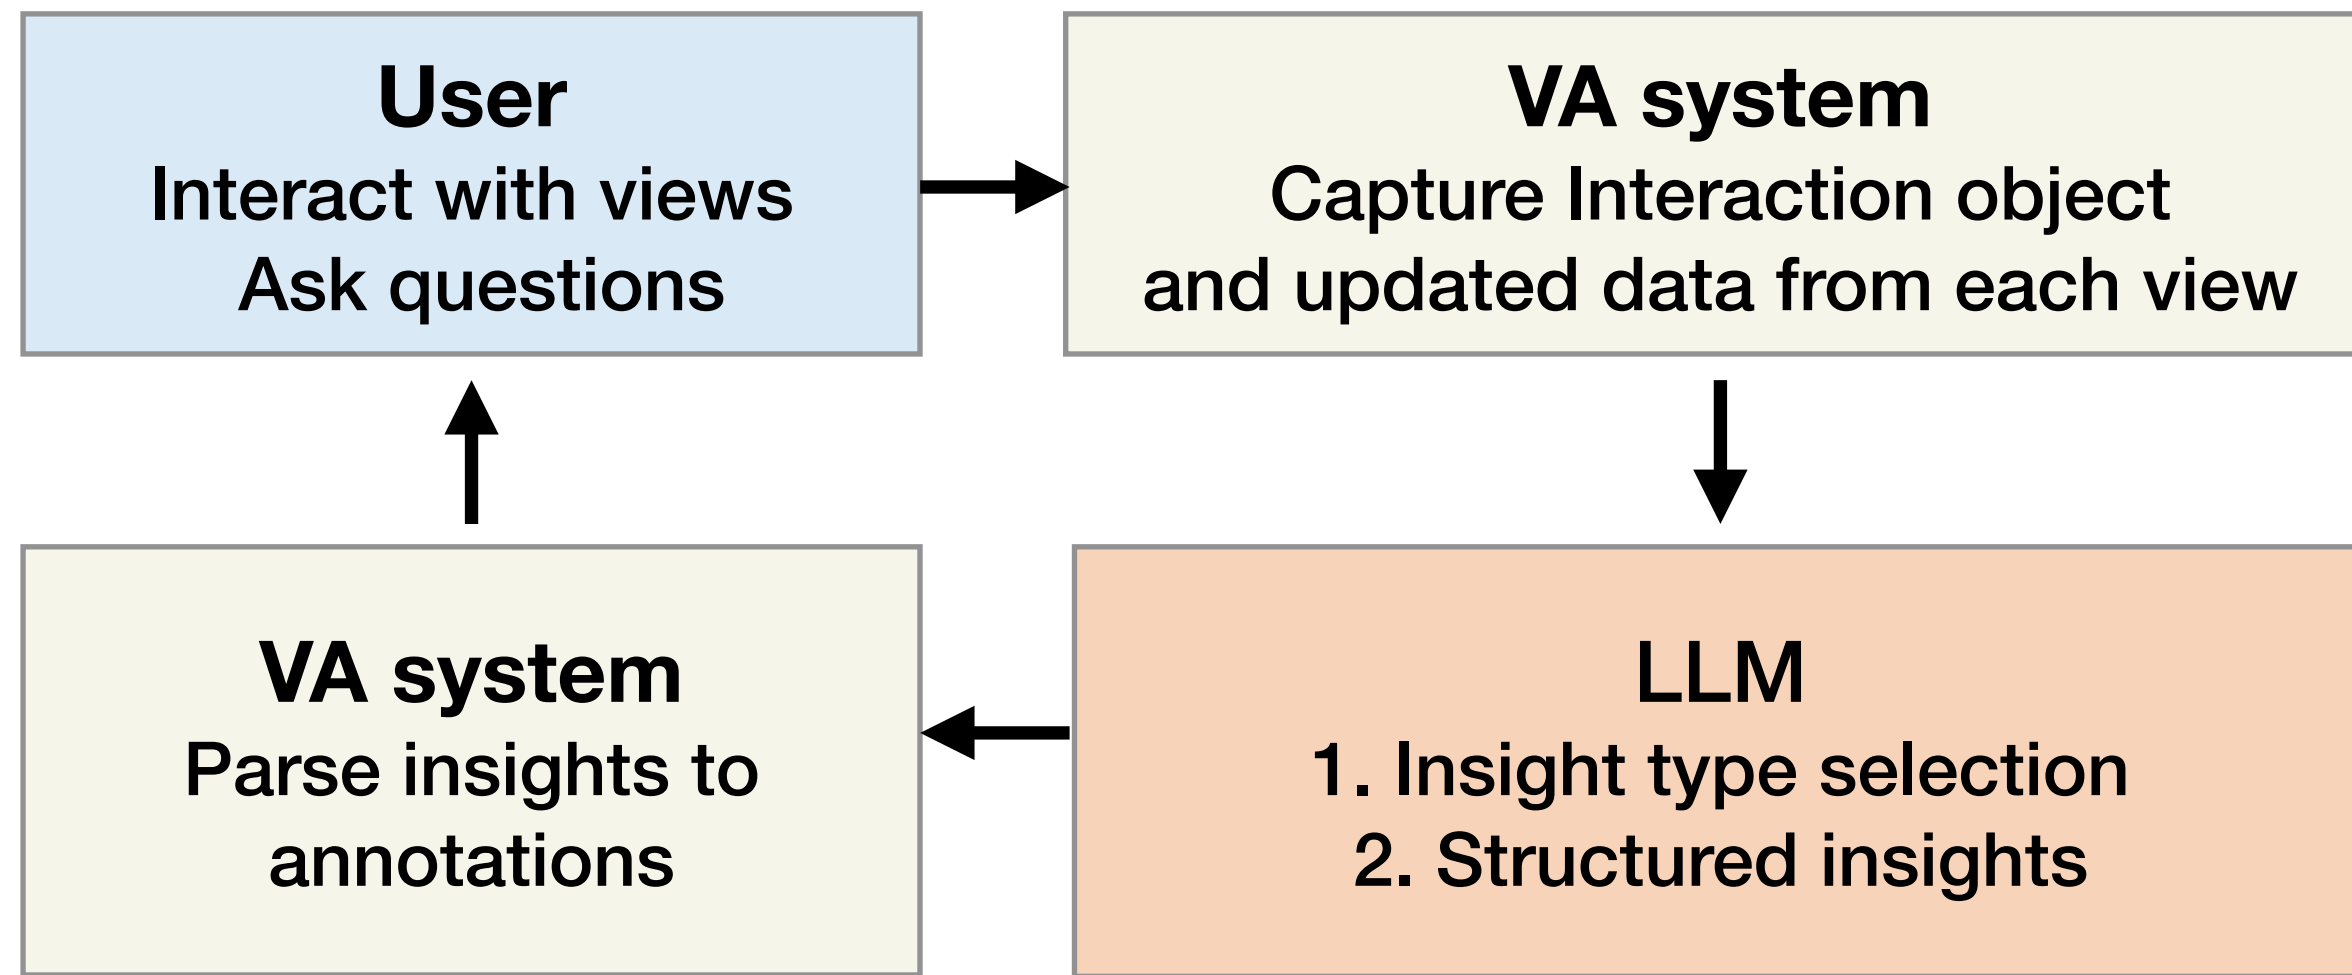 User
Interact with views
Ask questions
VA system
Capture Interaction object
and updated data from each view
VA system
Parse insights to
annotations
LLM
1. Insight type selection
2. Structured insights